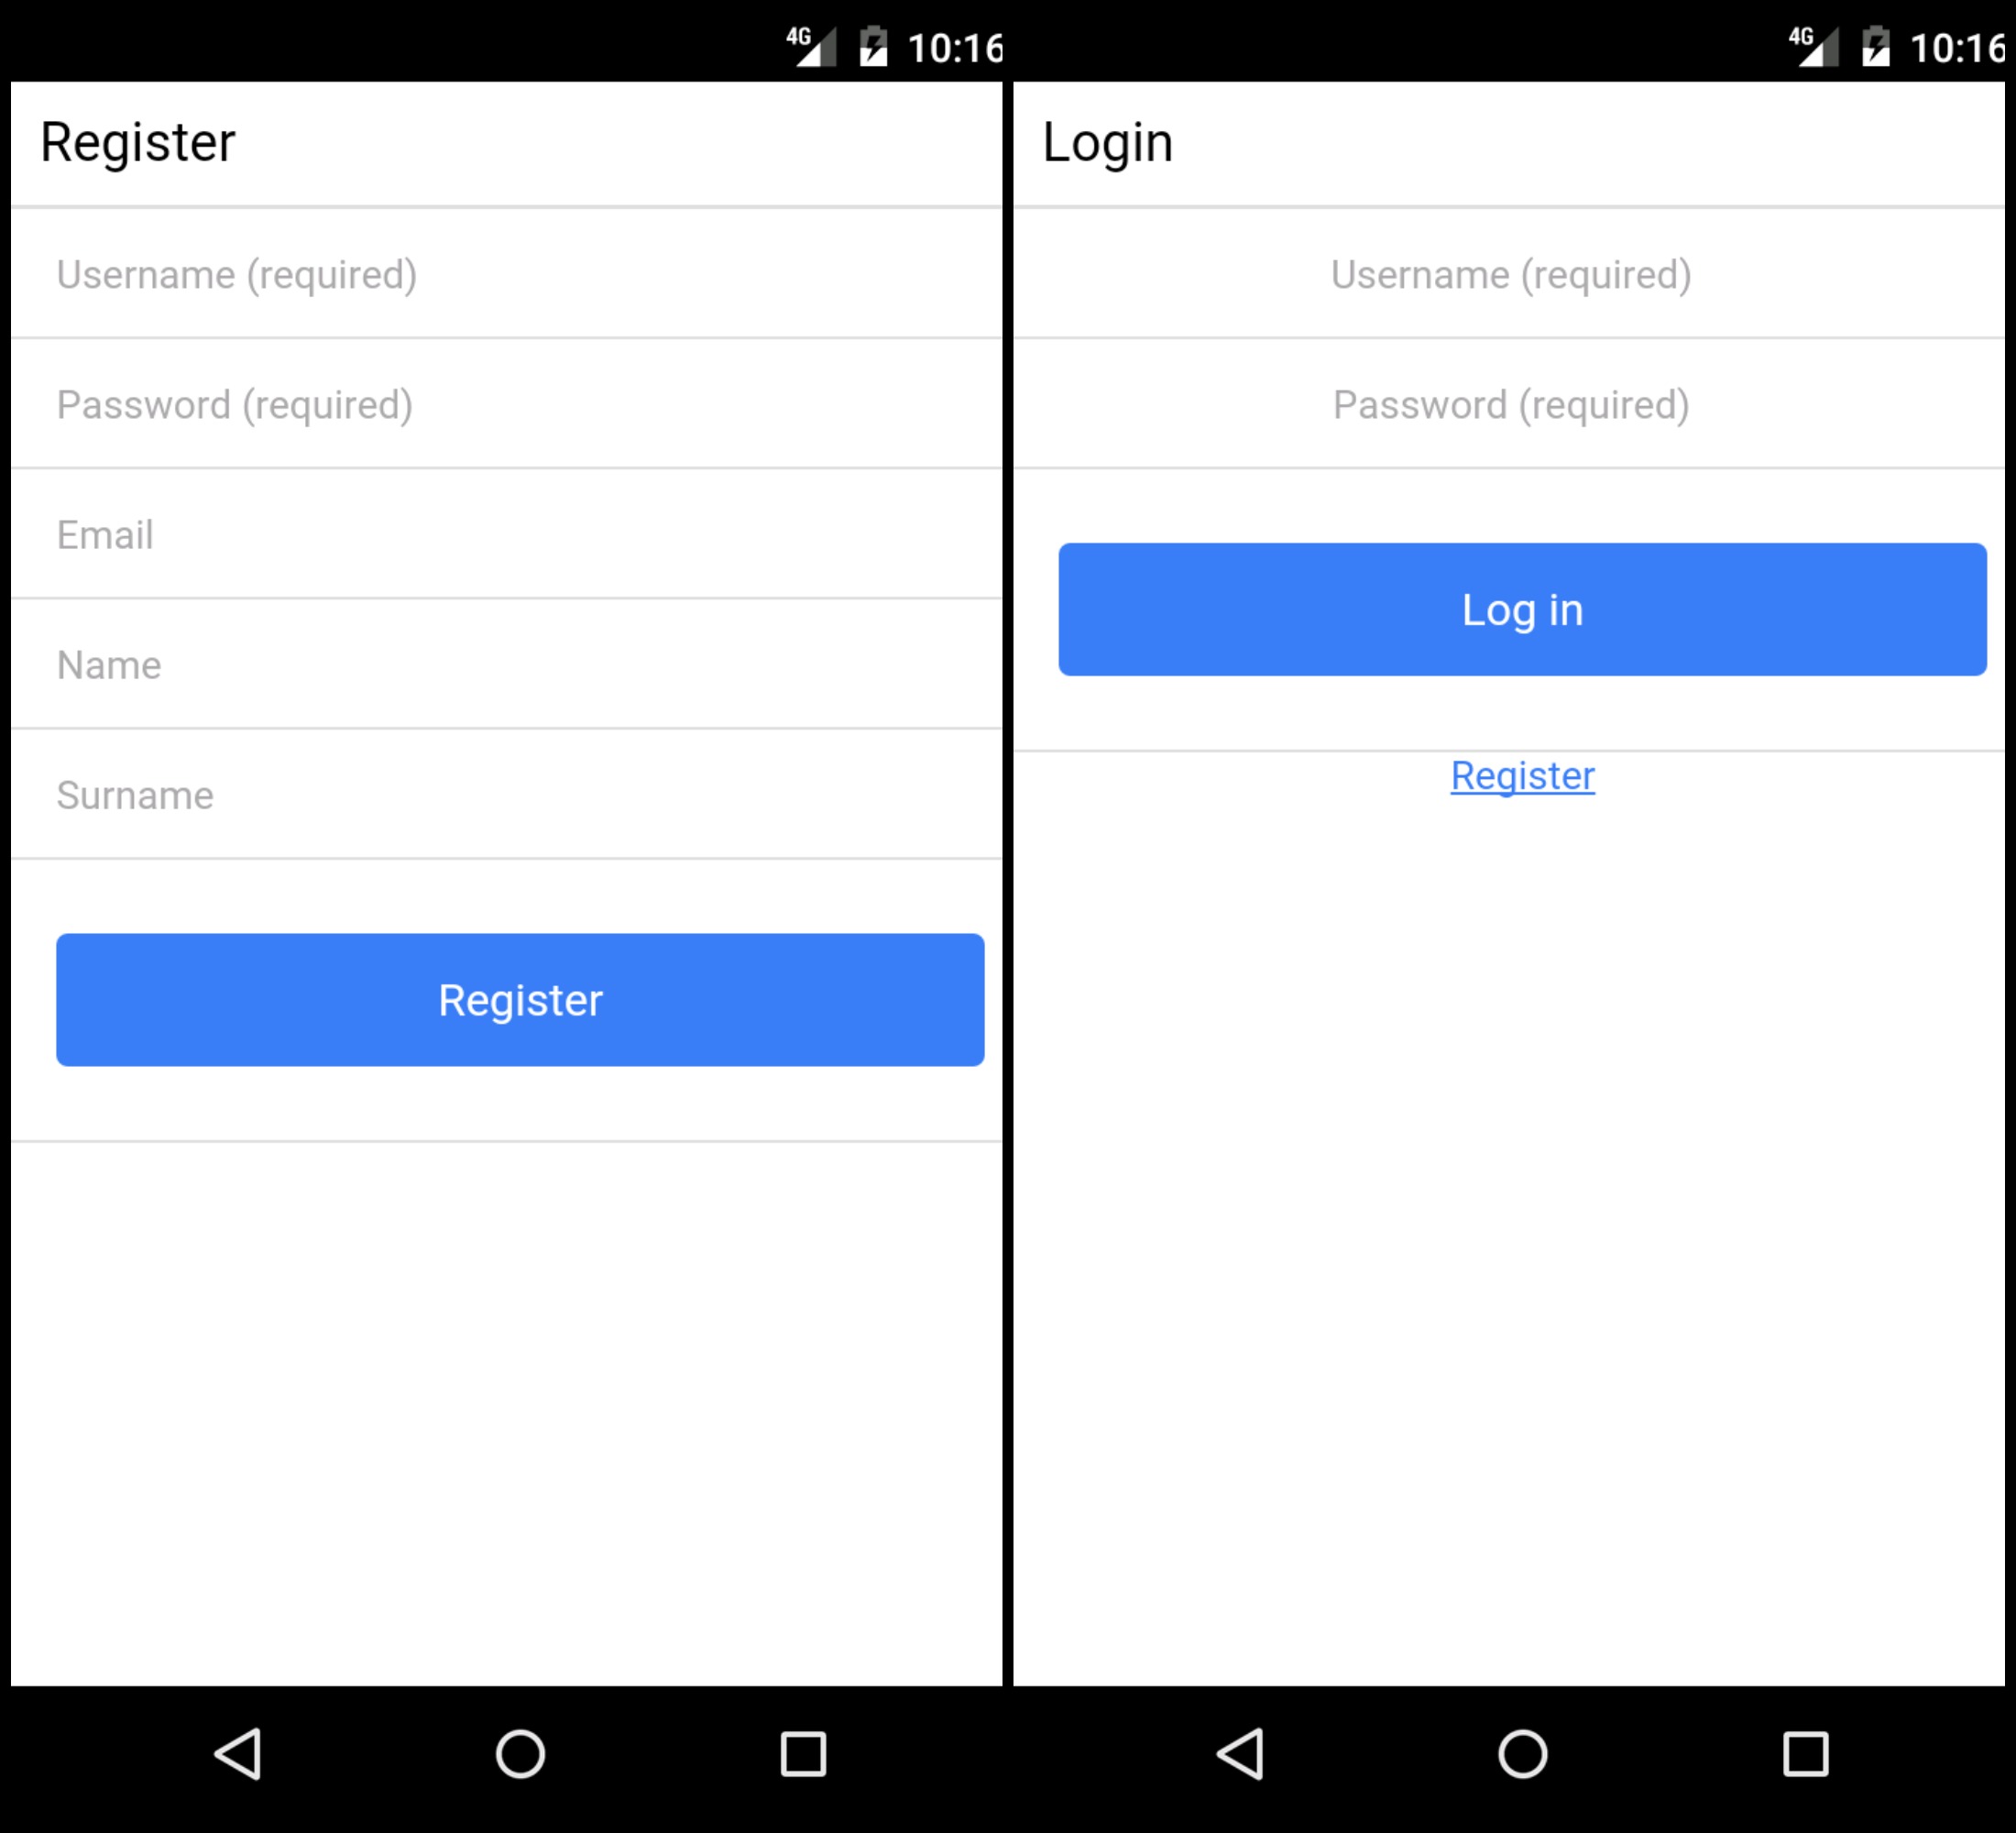 4G 10:16
Register
Username (required)
Password (required)
Email
Name
Surname
Register
4G 10:16
Login
Username (required)
Password (required)
Log in
Register